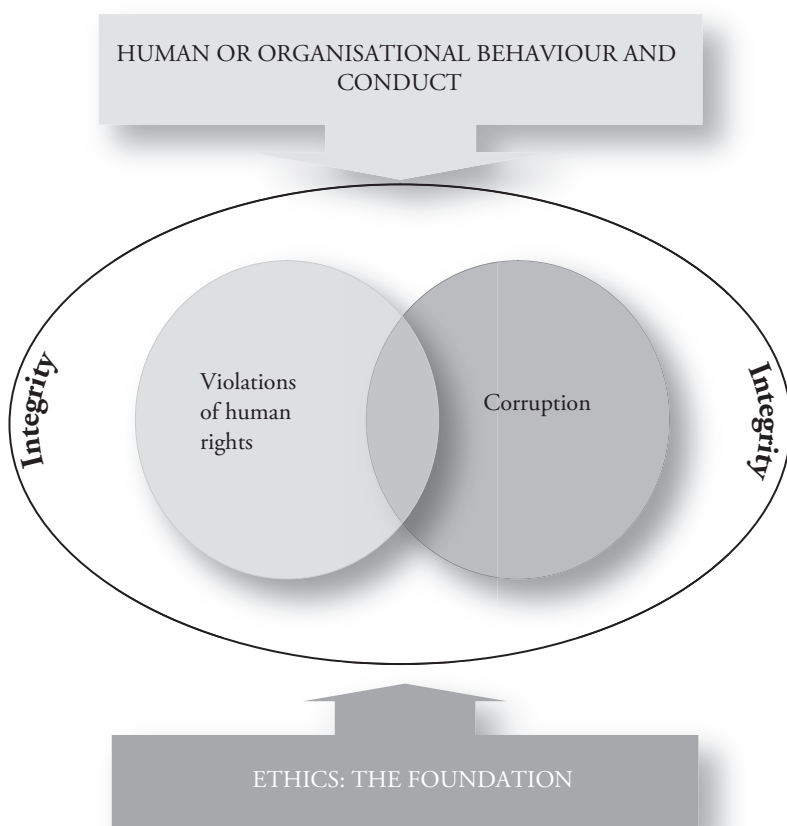 HUMAN OR ORGANISATIONAL BEHAVIOUR AND
CONDUCT
Integrity
Violations
of human
rights
Corruption
Integrity
ETHICS: THE FOUNDATION